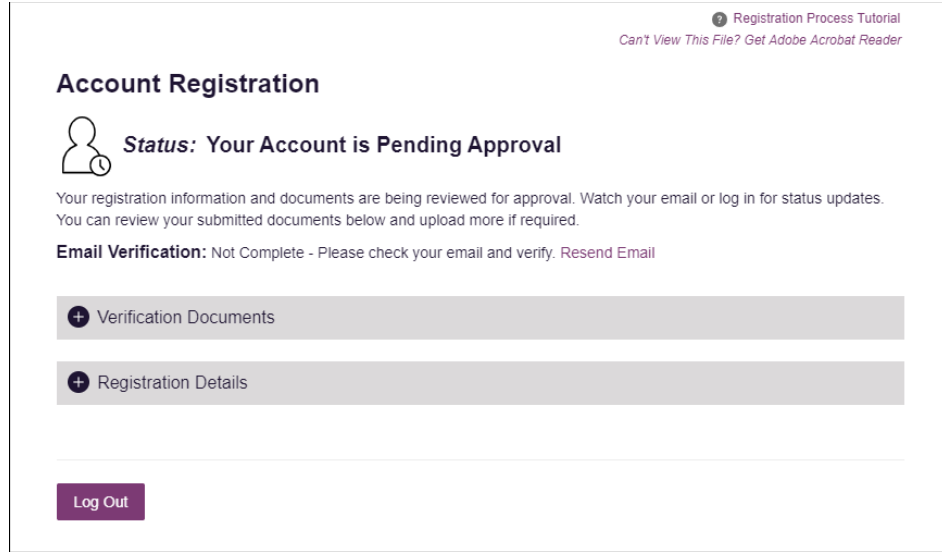 Registration Process Tutorial
Can't View This File? Get Adobe Acrobat Reader
Account Registration
Status: Your Account is Pending Approval
Your registration information and documents are being reviewed for approval. Watch your email or log in for status updates.
You can review your submitted documents below and upload more if required.
Email Verification: Not Complete - Please check your email and verify. Resend Email
Verification Documents
Registration Details
Log Out